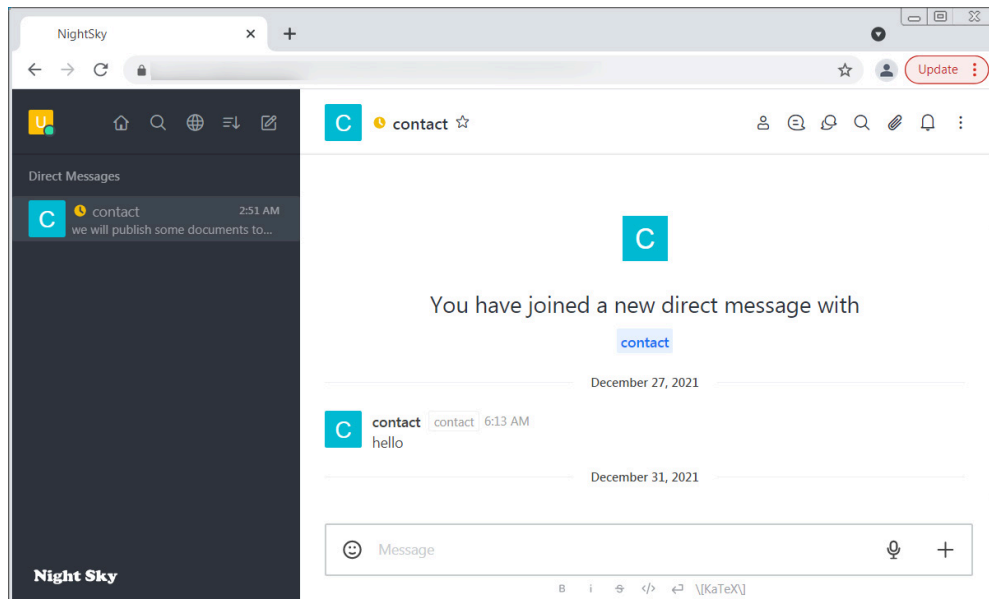 NightSky
Update
U
C contact
Direct Messages
C contact 2:51 AM
we will publish some documents to...
C
You have joined a new direct message with
contact
December 27, 2021
C contact contact 6:13 AM
hello
December 31, 2021
Message
Night Sky
B i S </> \[KaTeX\]